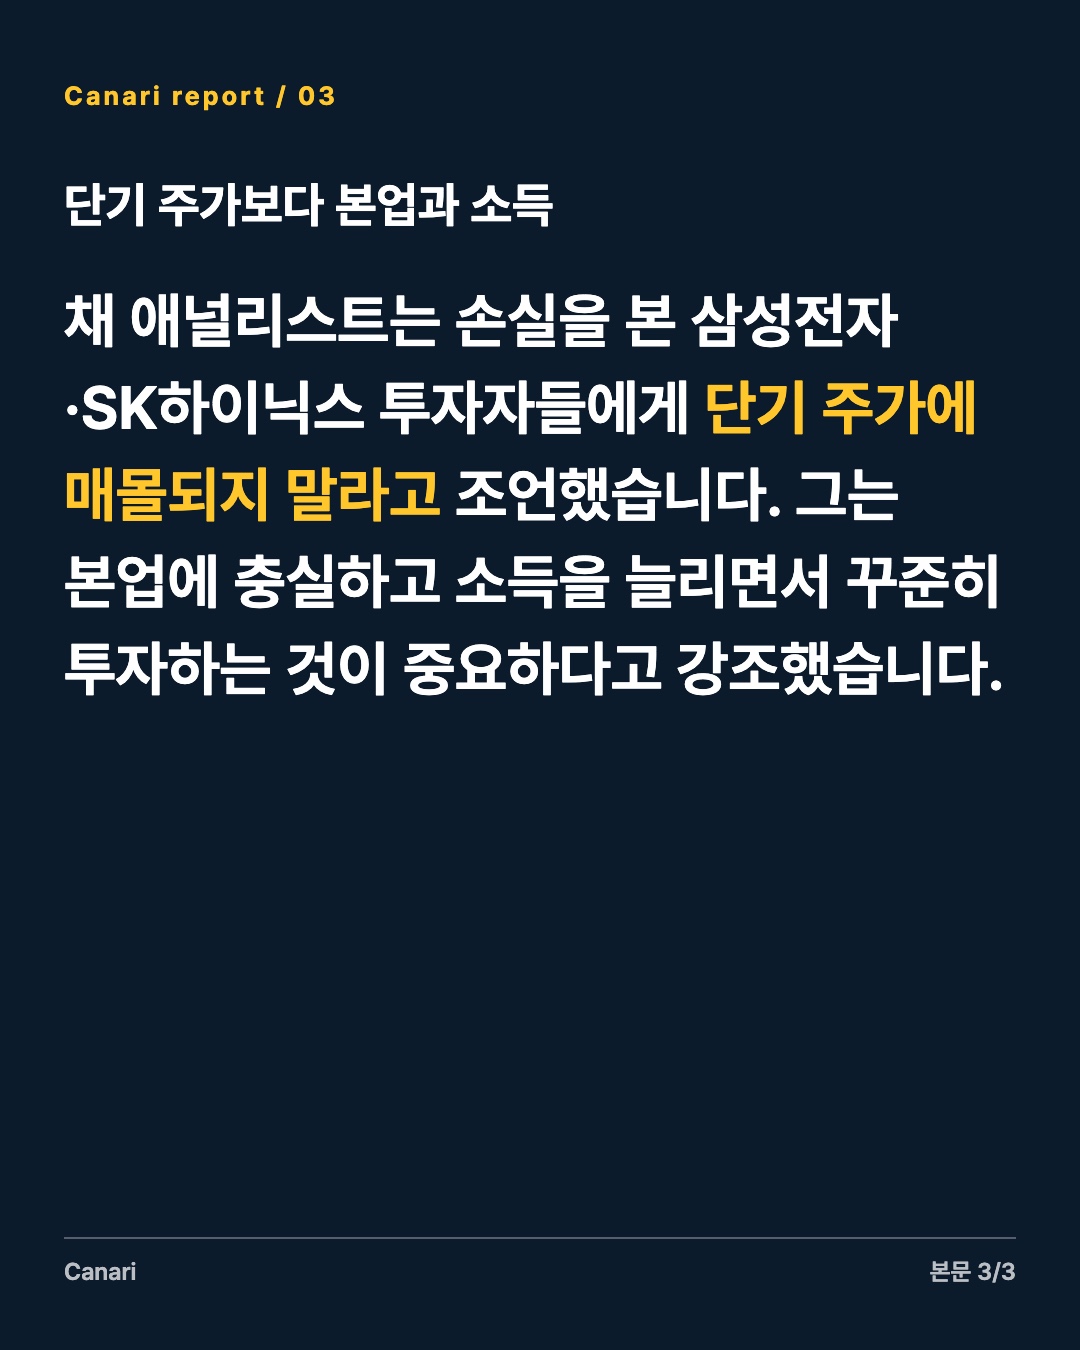 Canari report / 03
단기 주가보다 본업과 소득
채 애널리스트는 손실을 본 삼성전자
·SK하이닉스 투자자들에게 단기 주가에
매몰되지 말라고 조언했습니다. 그는
본업에 충실하고 소득을 늘리면서 꾸준히
투자하는 것이 중요하다고 강조했습니다.
Canari
본문 3/3